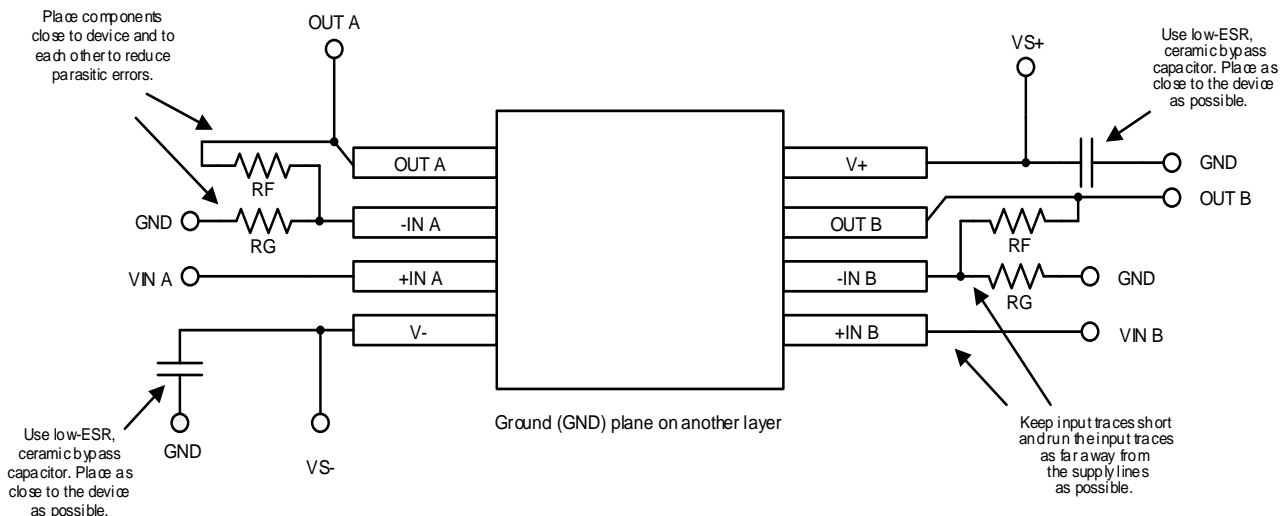 Place components
close to device and to
each other to reduce
parasitic errors.
OUT A
VS+
Use low-ESR,
ceramic bypass
capacitor. Place as
close to the device
as possible.
OUT A
V+
GND
RF
OUT B
GND
-IN A
OUT B
RG
RF
VIN A
+IN A
-IN B
GND
RG
V-
+IN B
VIN B
Ground (GND) plane on another layer
Use low-ESR,
ceramic bypass
capacitor. Place as
close to the device
as possible.
GND
VS-
Keep input traces short
and run the input traces
as far away from
the supply lines
as possible.